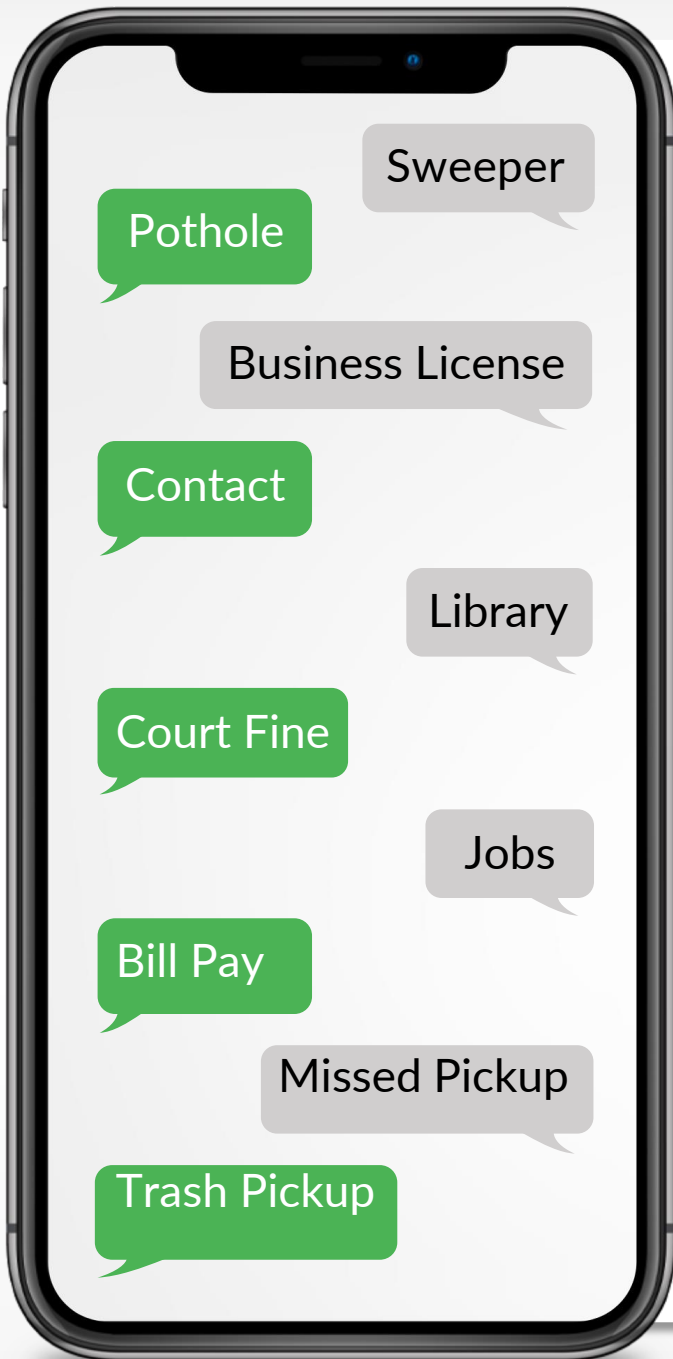 Sweeper
Pothole
Business License
Contact
Library
Court Fine
Jobs
Bill Pay
Missed Pickup
Trash Pickup